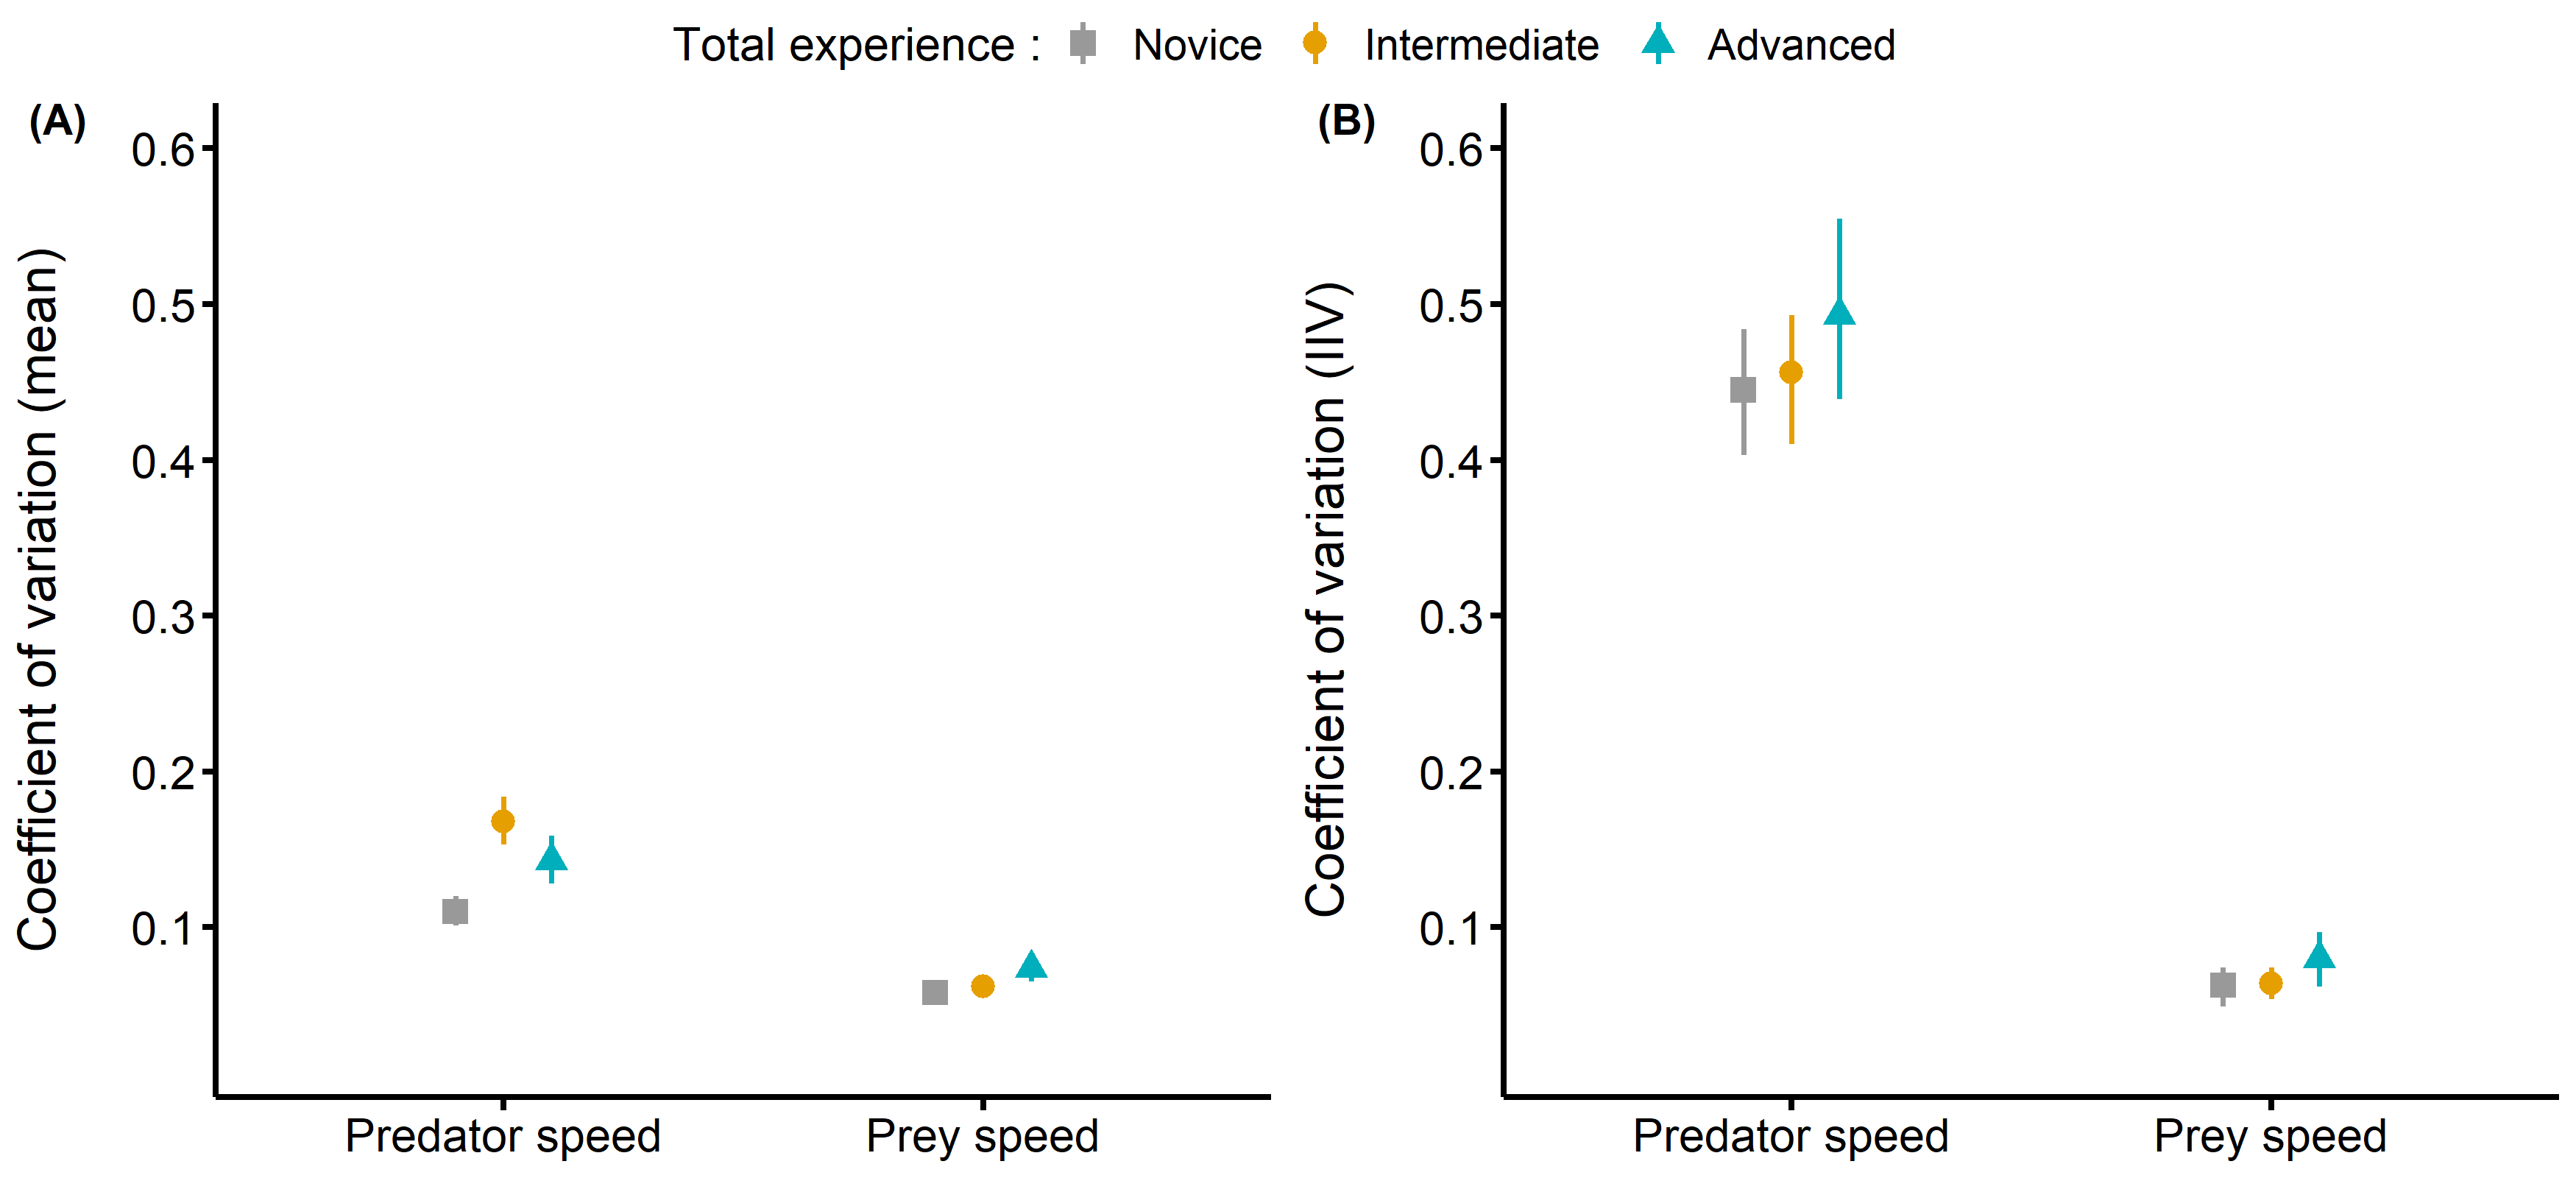 Total experience : Novice Intermediate Advanced
(A)
Coefficient of variation (mean)
0.6
0.5
0.4
0.3
0.2
0.1
Predator speed Prey speed
(B)
Coefficient of variation (IIV)
0.6
0.5
0.4
0.3
0.2
0.1
Predator speed Prey speed